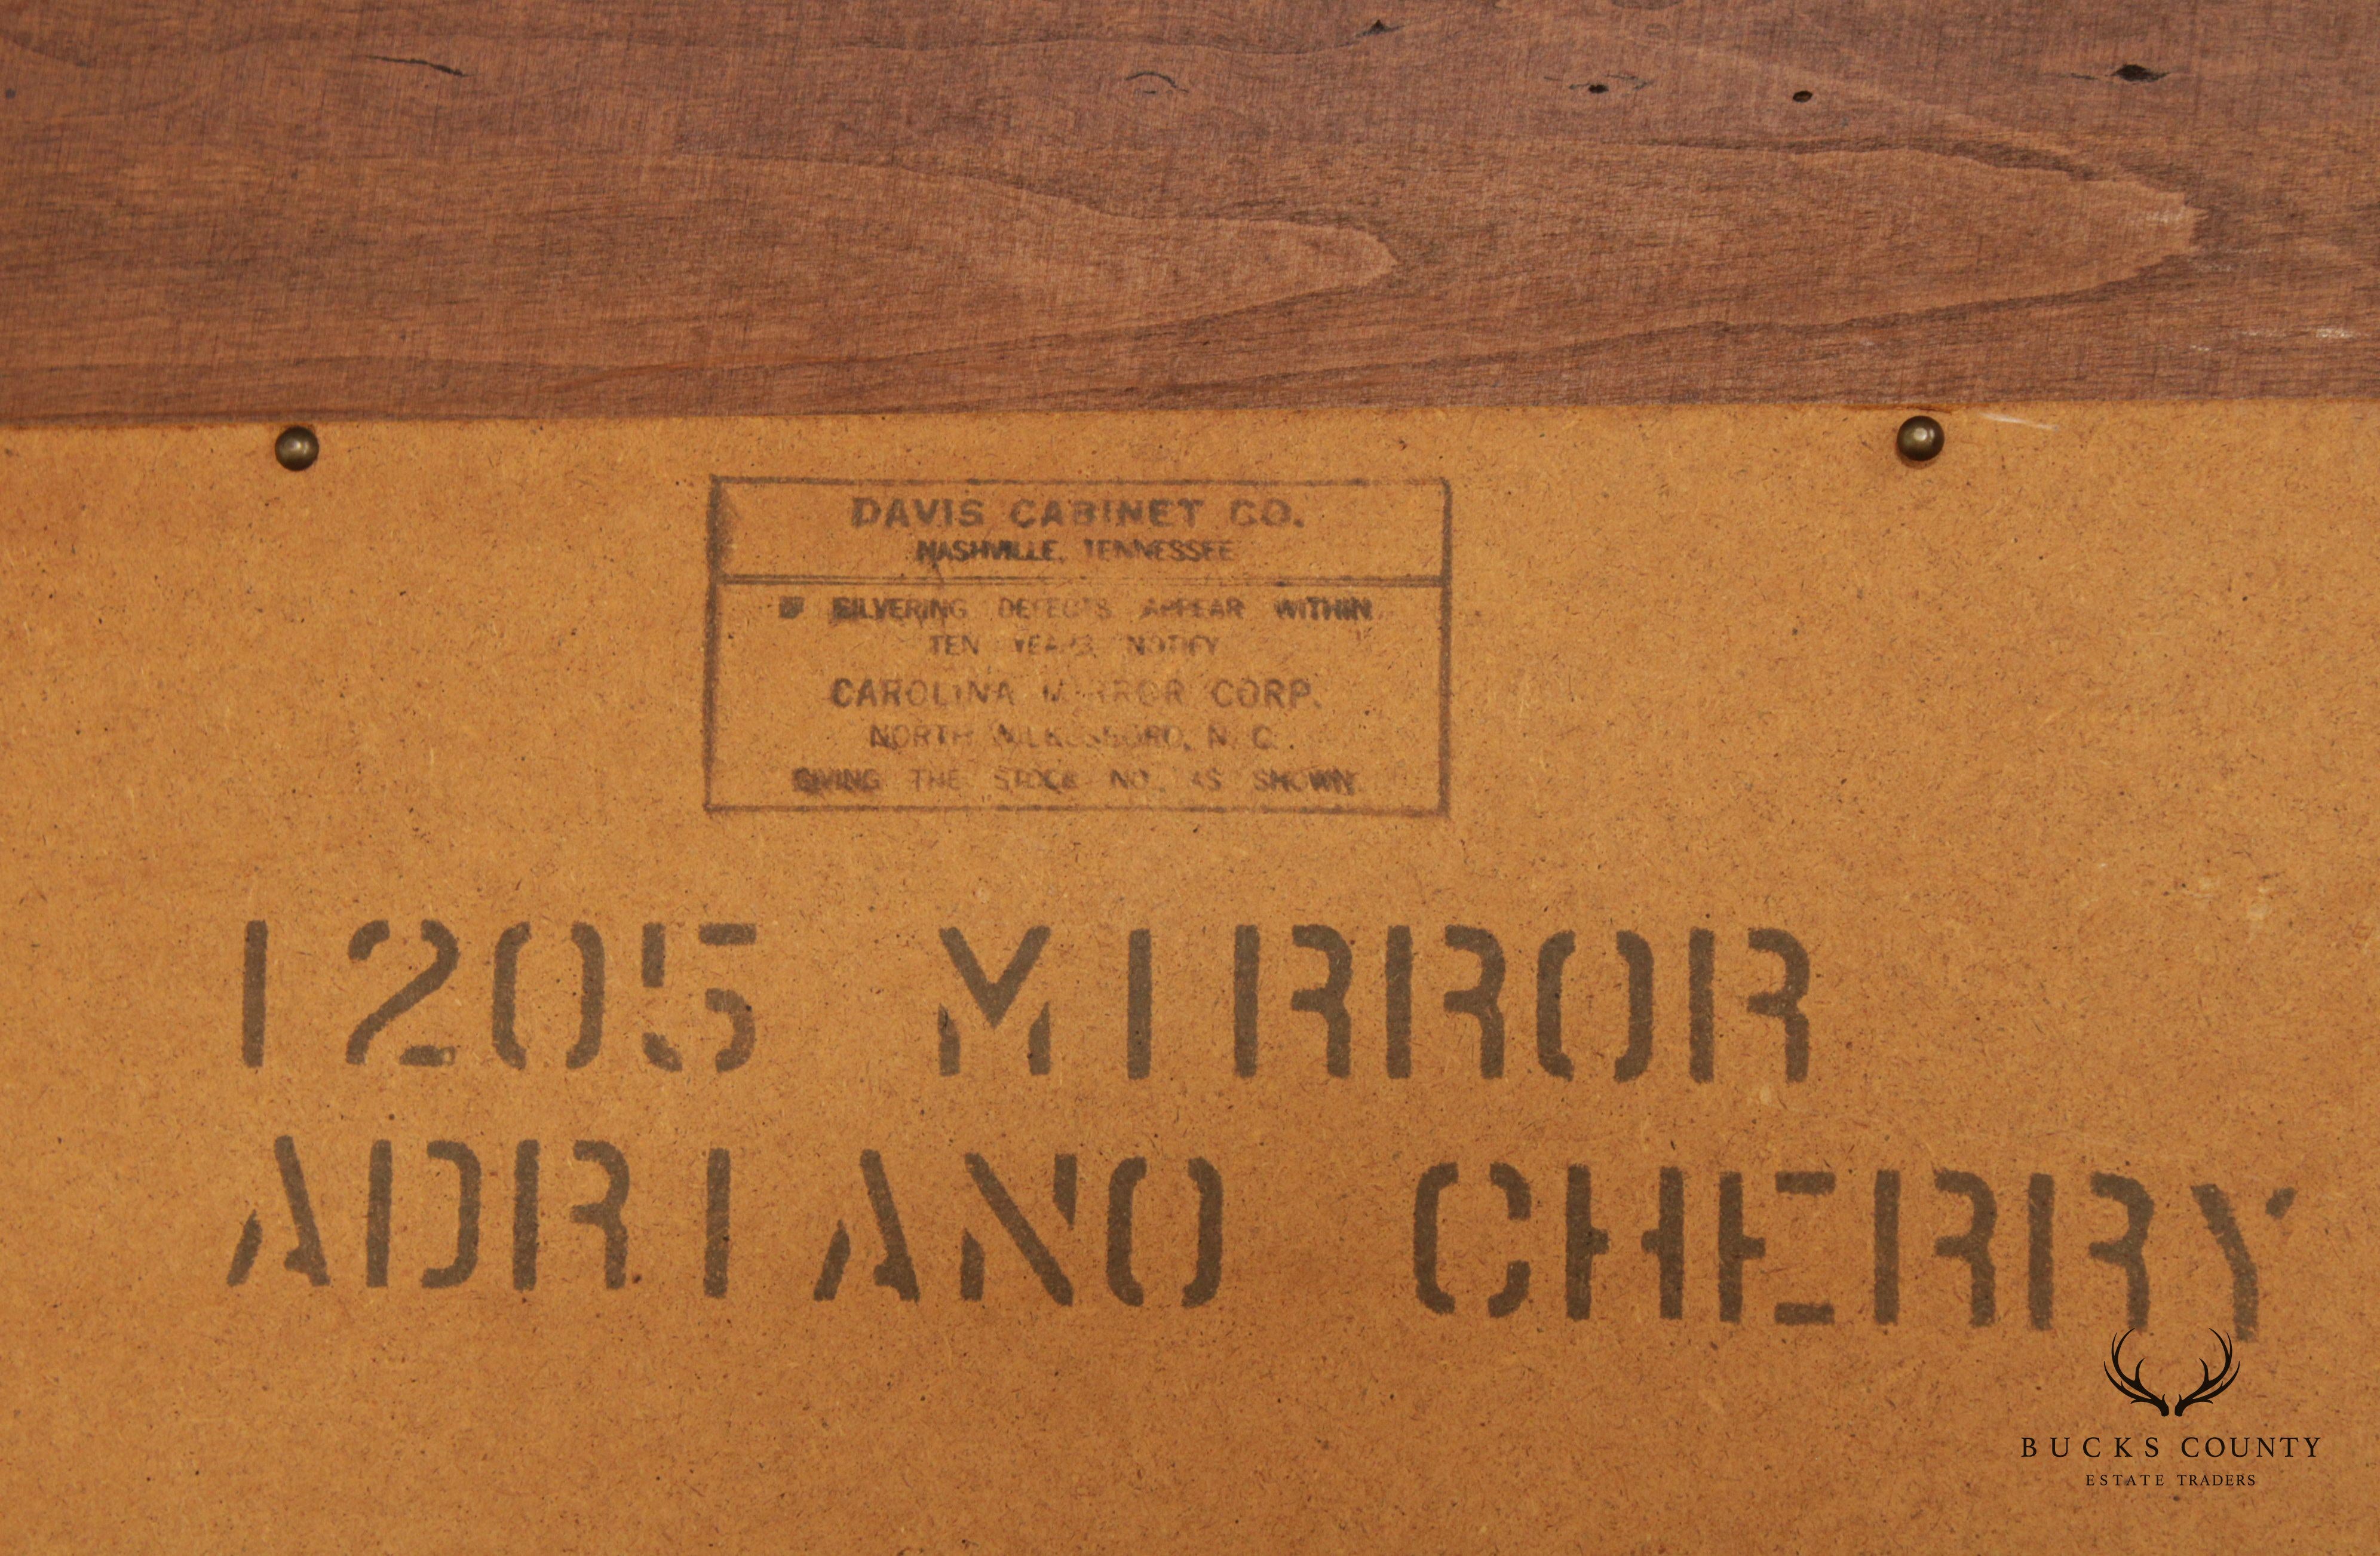 DAVIS CABINET CO.
NASHVILLE, TENNESSEE
IF SILVERING DEFECTS APPEAR WITHIN
TEN YEARS NOTIFY
CAROLINA MIRROR CORP.
NORTH WILKESBORO, N. C.
GIVING THE STOCK NO. AS SHOWN
1205 MIRROR
ADRIANO CHERRY
BUCKS COUNTY
ESTATE TRADERS